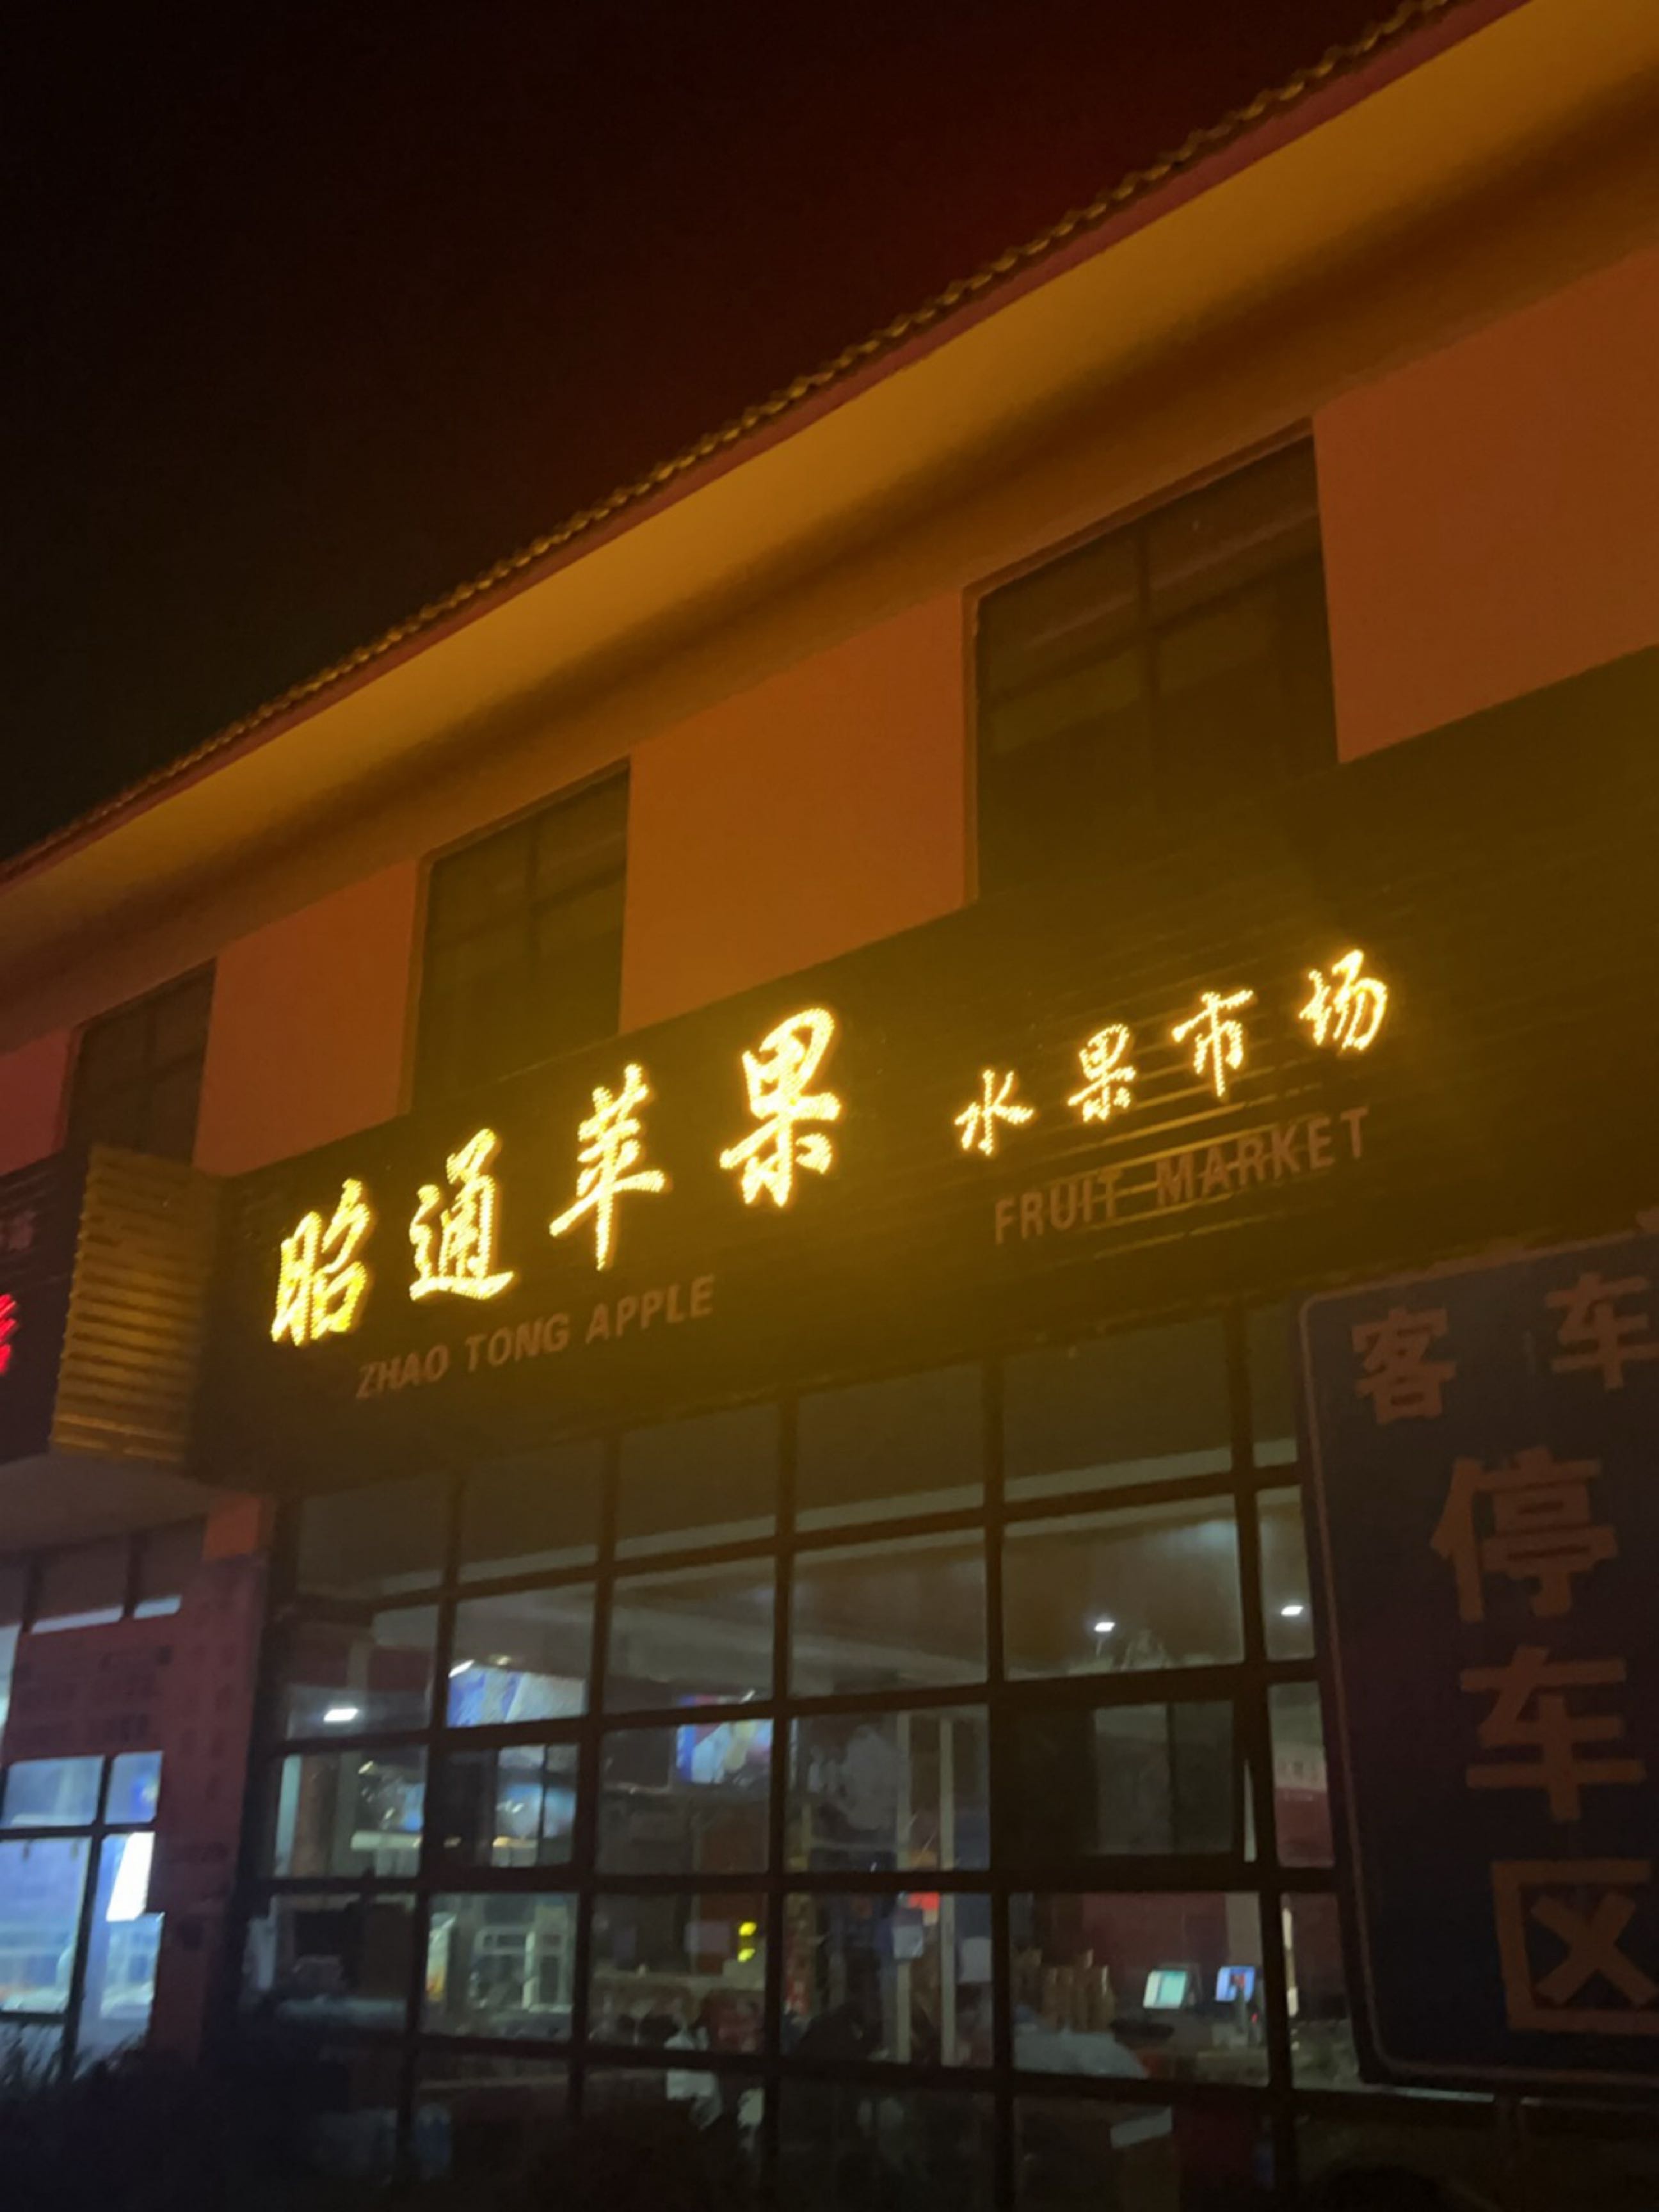 昭通苹果 水果市场
ZHAO TONG APPLE FRUIT MARKET
客车
停
车
区